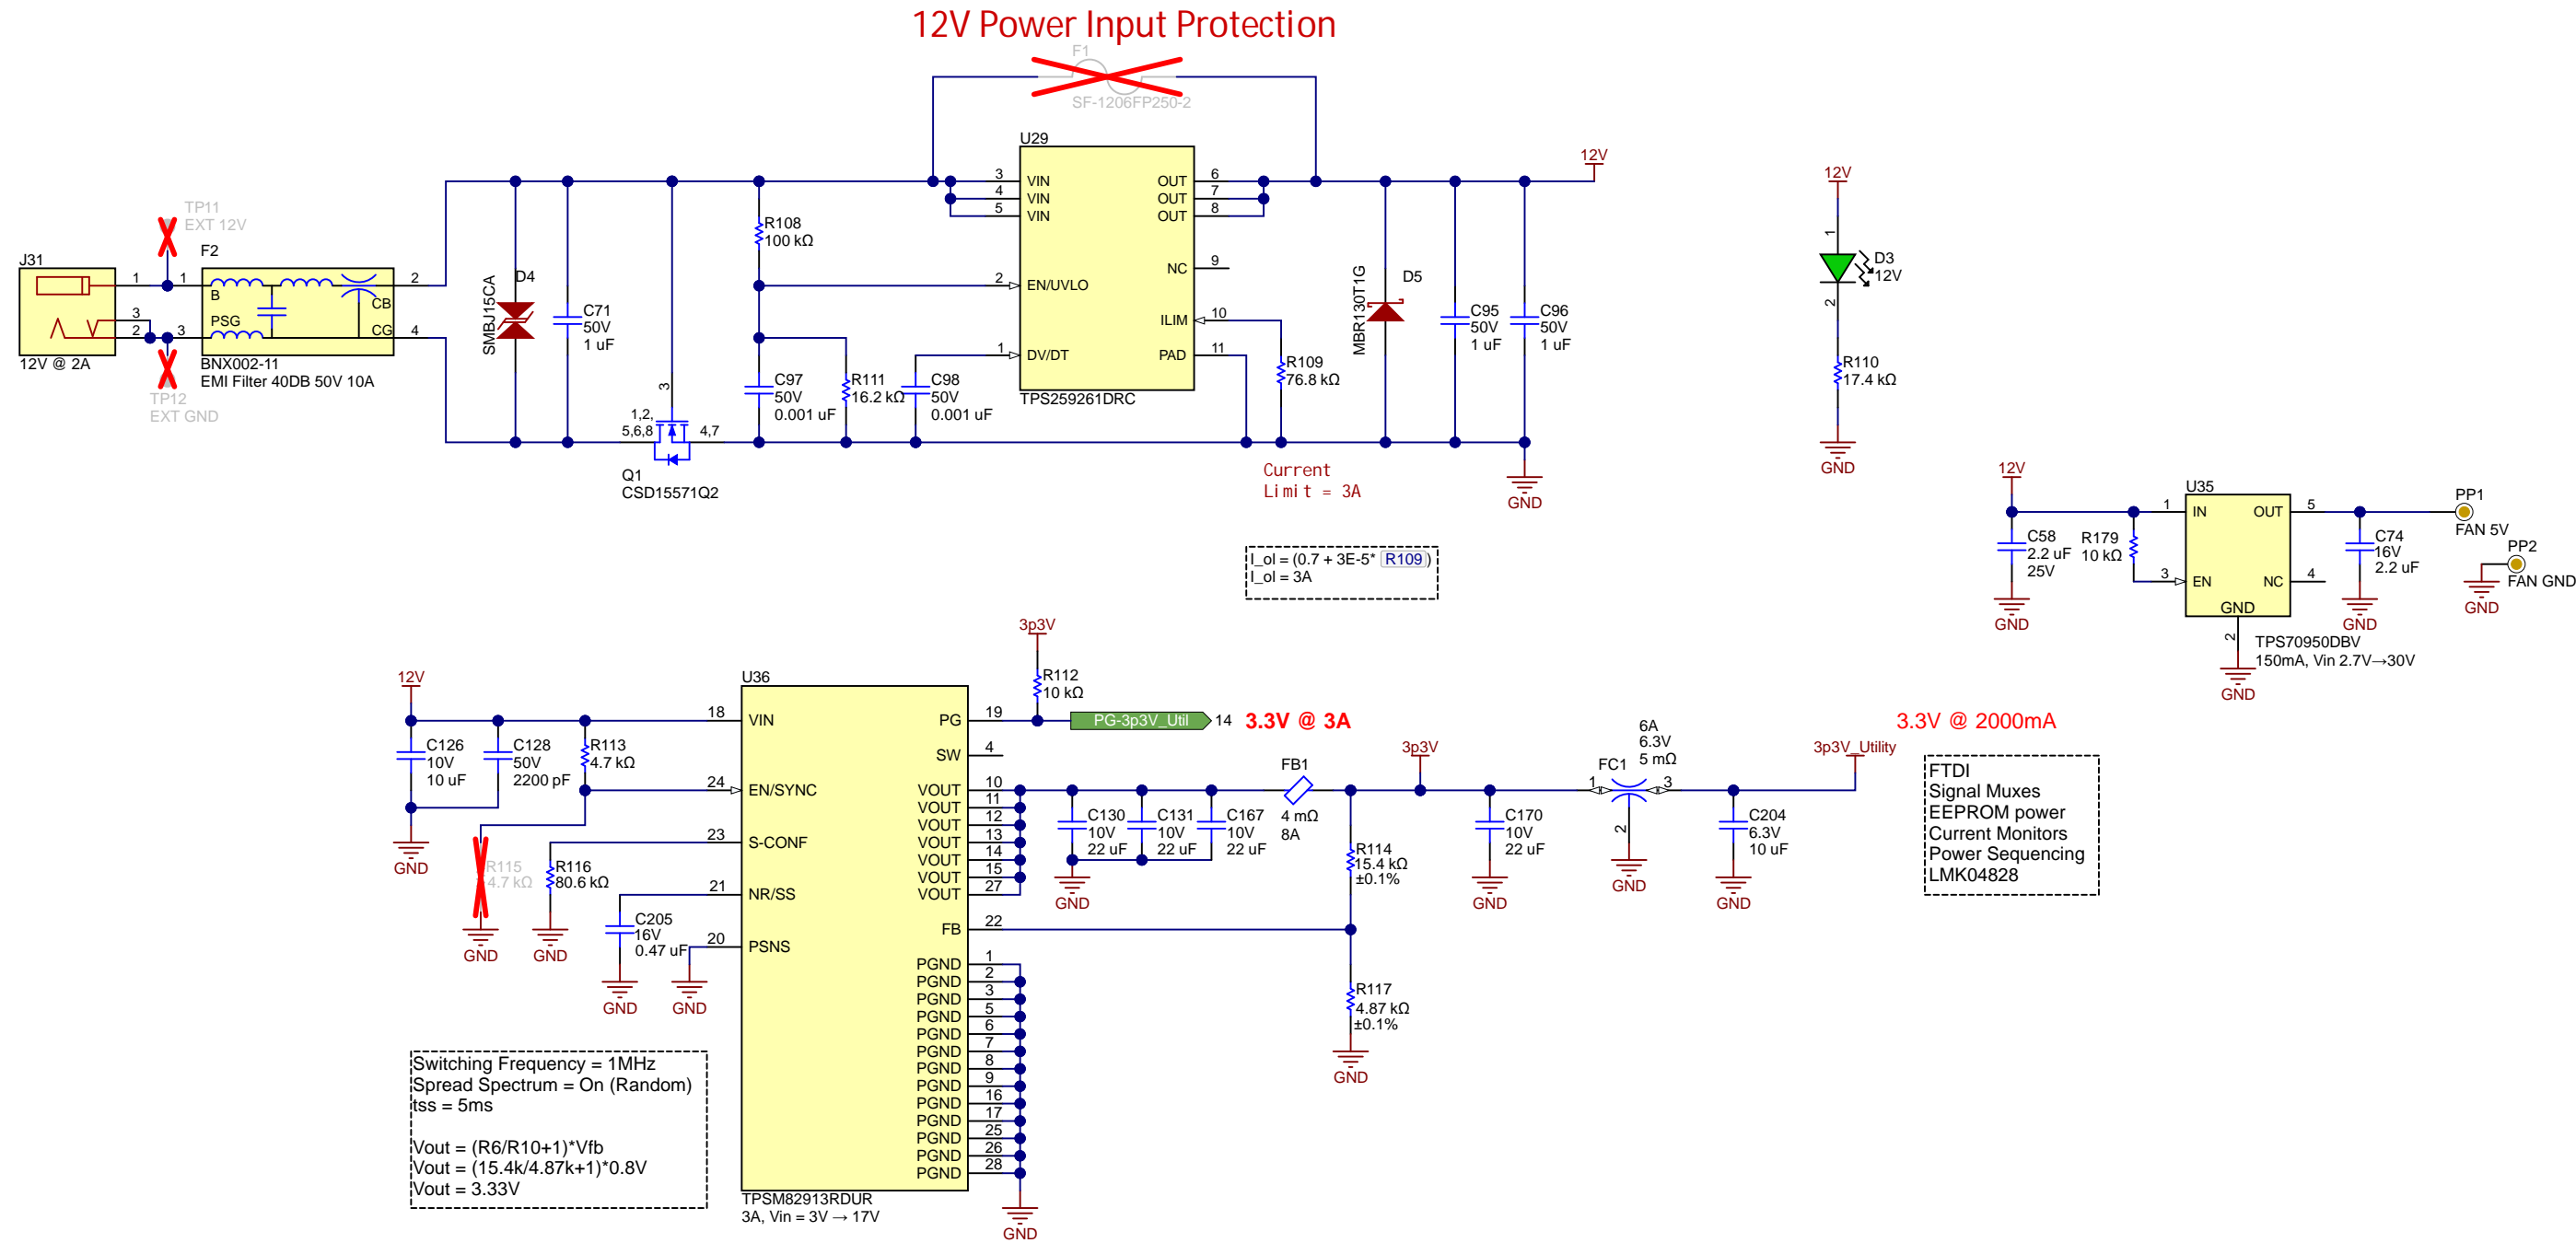 12V Power Input Protection
F1
SF-1206FP250-2
U29
3 VIN
4 VIN
5 VIN
2 EN/UVLO
1 DV/DT
OUT 6
OUT 7
OUT 8
NC 9
ILIM 10
PAD 11
TPS259261DRC
12V
TP11
EXT 12V
F2
J31
1
3
2
12V @ 2A
1
3
B
PSG
CB
CG
2
4
BNX002-11
EMI Filter 40DB 50V 10A
TP12
EXT GND
SMBJ15CA
D4
C71
50V
1 uF
R108
100 kΩ
3
1,2,
5,6,8
4,7
Q1
CSD15571Q2
C97
50V
0.001 uF
R111
16.2 kΩ
C98
50V
0.001 uF
R109
76.8 kΩ
MBR130T1G
D5
C95
50V
1 uF
C96
50V
1 uF
GND
Current
Limit = 3A
I_ol = (0.7 + 3E-5* R109 )
I_ol = 3A
12V
1
D3
12V
2
R110
17.4 kΩ
GND
12V
C58
2.2 uF
25V
GND
R179
10 kΩ
U35
1 IN
3 EN
OUT 5
NC 4
GND
2
GND
TPS70950DBV
150mA, Vin 2.7V→30V
C74
16V
2.2 uF
GND
PP1
FAN 5V
PP2
FAN GND
GND
12V
C126
10V
10 uF
GND
C128
50V
2200 pF
R113
4.7 kΩ
R115
4.7 kΩ
GND
R116
80.6 kΩ
GND
C205
16V
0.47 uF
GND
GND
U36
18 VIN
24 EN/SYNC
23 S-CONF
21 NR/SS
20 PSNS
PG 19
SW 4
VOUT 10
VOUT 11
VOUT 12
VOUT 13
VOUT 14
VOUT 15
VOUT 27
FB 22
PGND 1
PGND 2
PGND 3
PGND 5
PGND 6
PGND 7
PGND 8
PGND 9
PGND 16
PGND 17
PGND 25
PGND 26
PGND 28
TPSM82913RDUR
3A, Vin = 3V → 17V
GND
3p3V
R112
10 kΩ
PG-3p3V_Util 14
3.3V @ 3A
C130
10V
22 uF
C131
10V
22 uF
C167
10V
22 uF
GND
FB1
4 mΩ
8A
3p3V
R114
15.4 kΩ
±0.1%
R117
4.87 kΩ
±0.1%
GND
C170
10V
22 uF
GND
6A
6.3V
5 mΩ
FC1
1
3
2
GND
C204
6.3V
10 uF
GND
3p3V_Utility
3.3V @ 2000mA
FTDI
Signal Muxes
EEPROM power
Current Monitors
Power Sequencing
LMK04828
Switching Frequency = 1MHz
Spread Spectrum = On (Random)
tss = 5ms
Vout = (R6/R10+1)*Vfb
Vout = (15.4k/4.87k+1)*0.8V
Vout = 3.33V